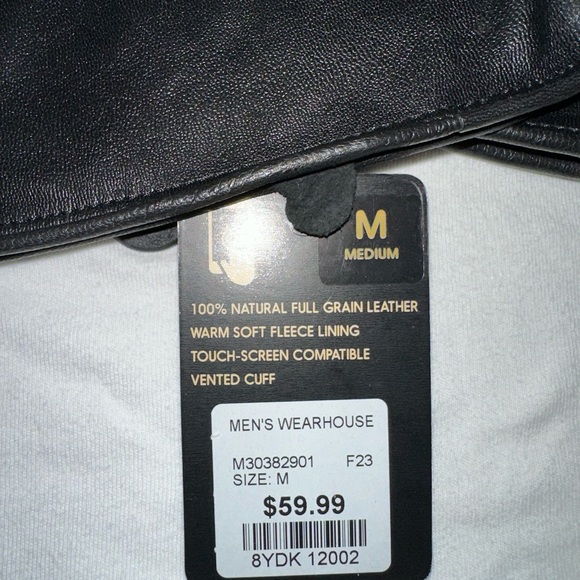 M
MEDIUM
100% NATURAL FULL GRAIN LEATHER
WARM SOFT FLEECE LINING
TOUCH-SCREEN COMPATIBLE
VENTED CUFF
MEN'S WEARHOUSE
M30382901 F23
SIZE: M
$59.99
8YDK 12002